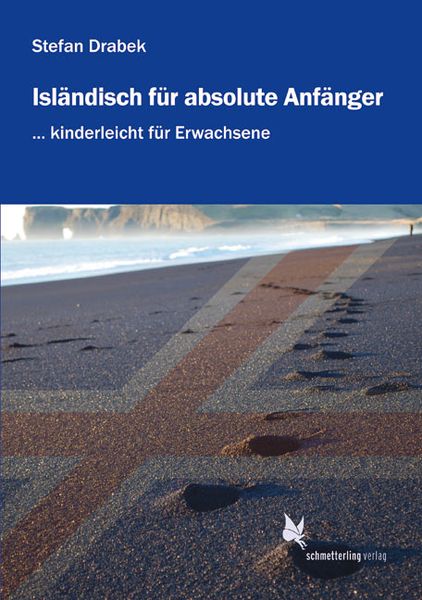 Stefan Drabek
Isländisch für absolute Anfänger
... kinderleicht für Erwachsene
schmetterling verlag